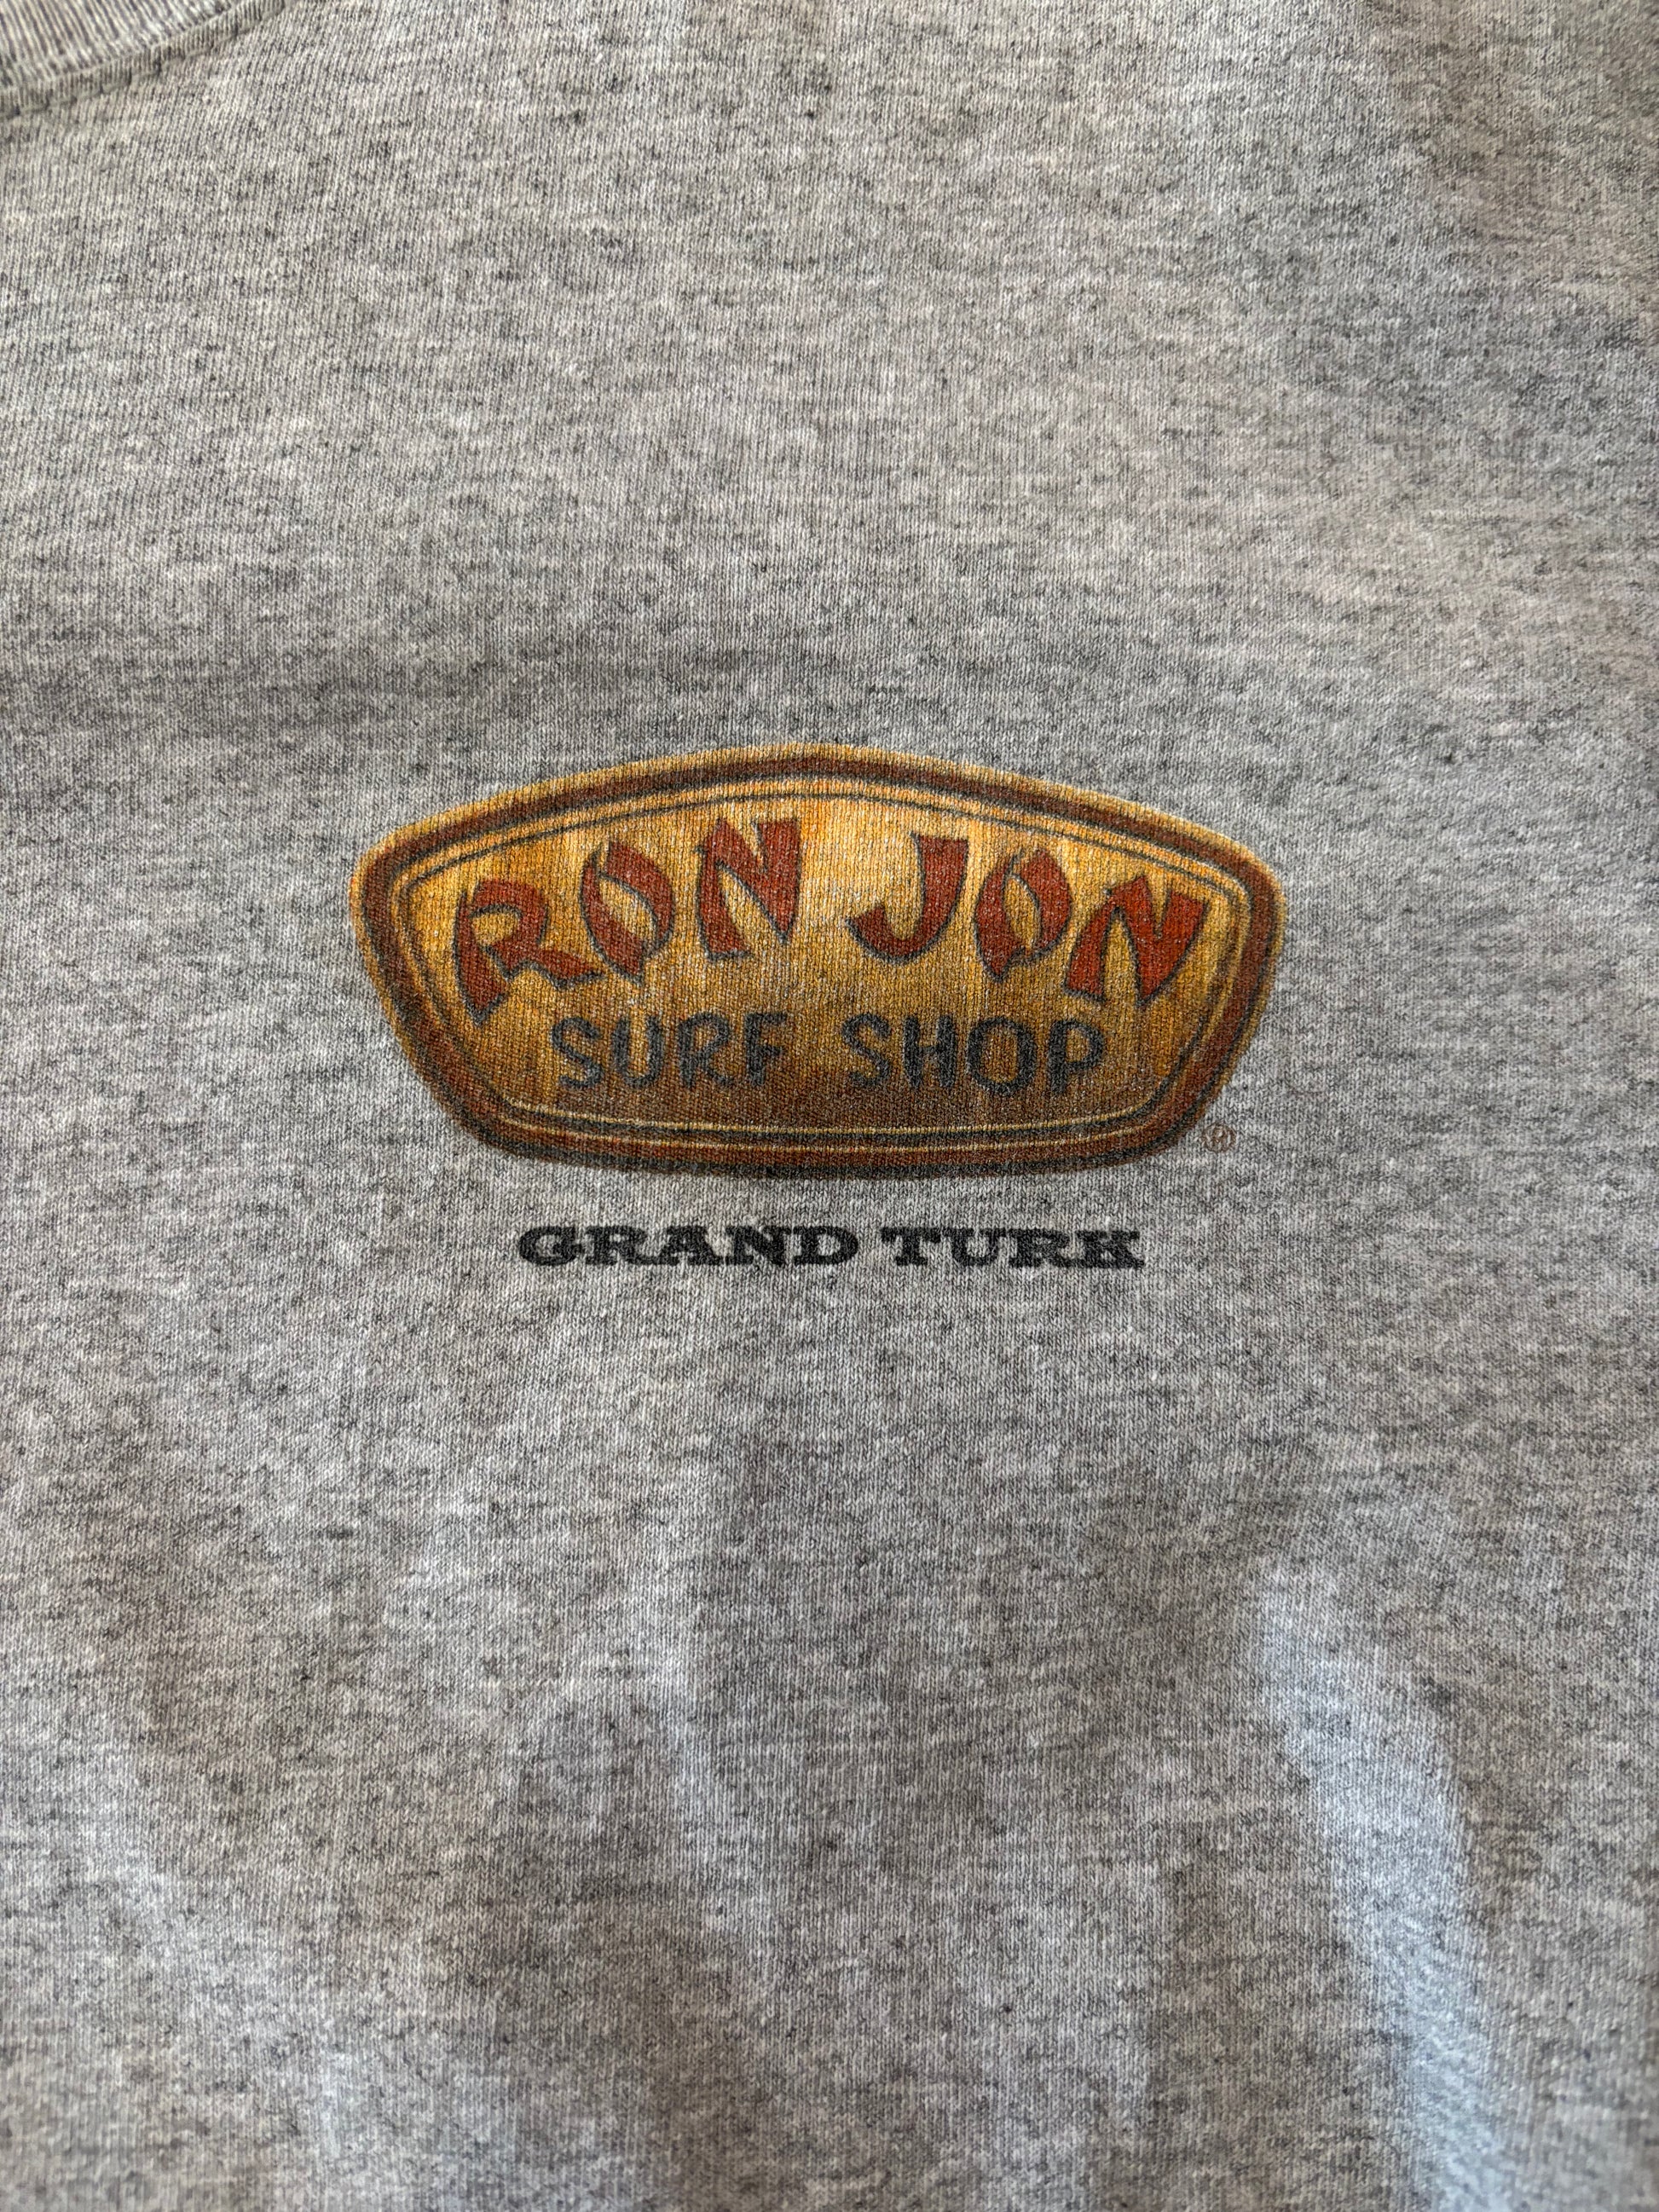 RON JON
SURF SHOP
®
GRAND TURK